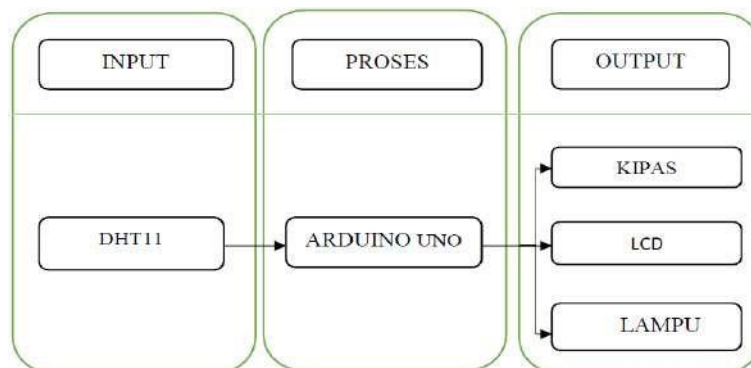 INPUT
PROSES
OUTPUT
DHT11
ARDUINO UNO
KIPAS
LCD
LAMPU